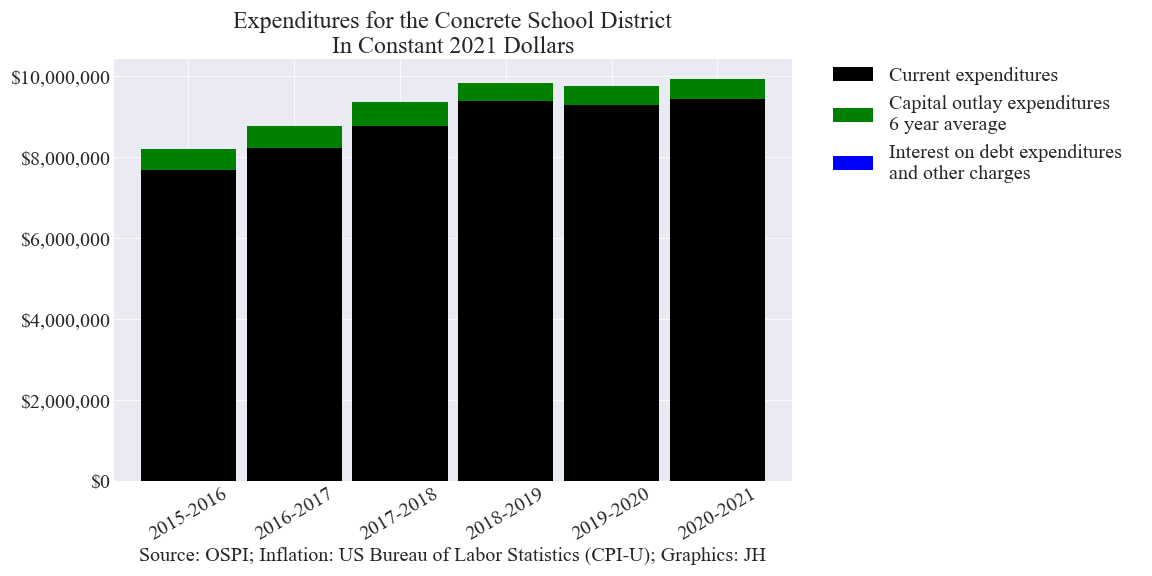 Expenditures for the Concrete School District
In Constant 2021 Dollars
$10,000,000
$8,000,000
$6,000,000
$4,000,000
$2,000,000
$0
2015-2016
2016-2017
2017-2018
2018-2019
2019-2020
2020-2021
Source: OSPI; Inflation: US Bureau of Labor Statistics (CPI-U); Graphics: JH
Current expenditures
Capital outlay expenditures
6 year average
Interest on debt expenditures
and other charges